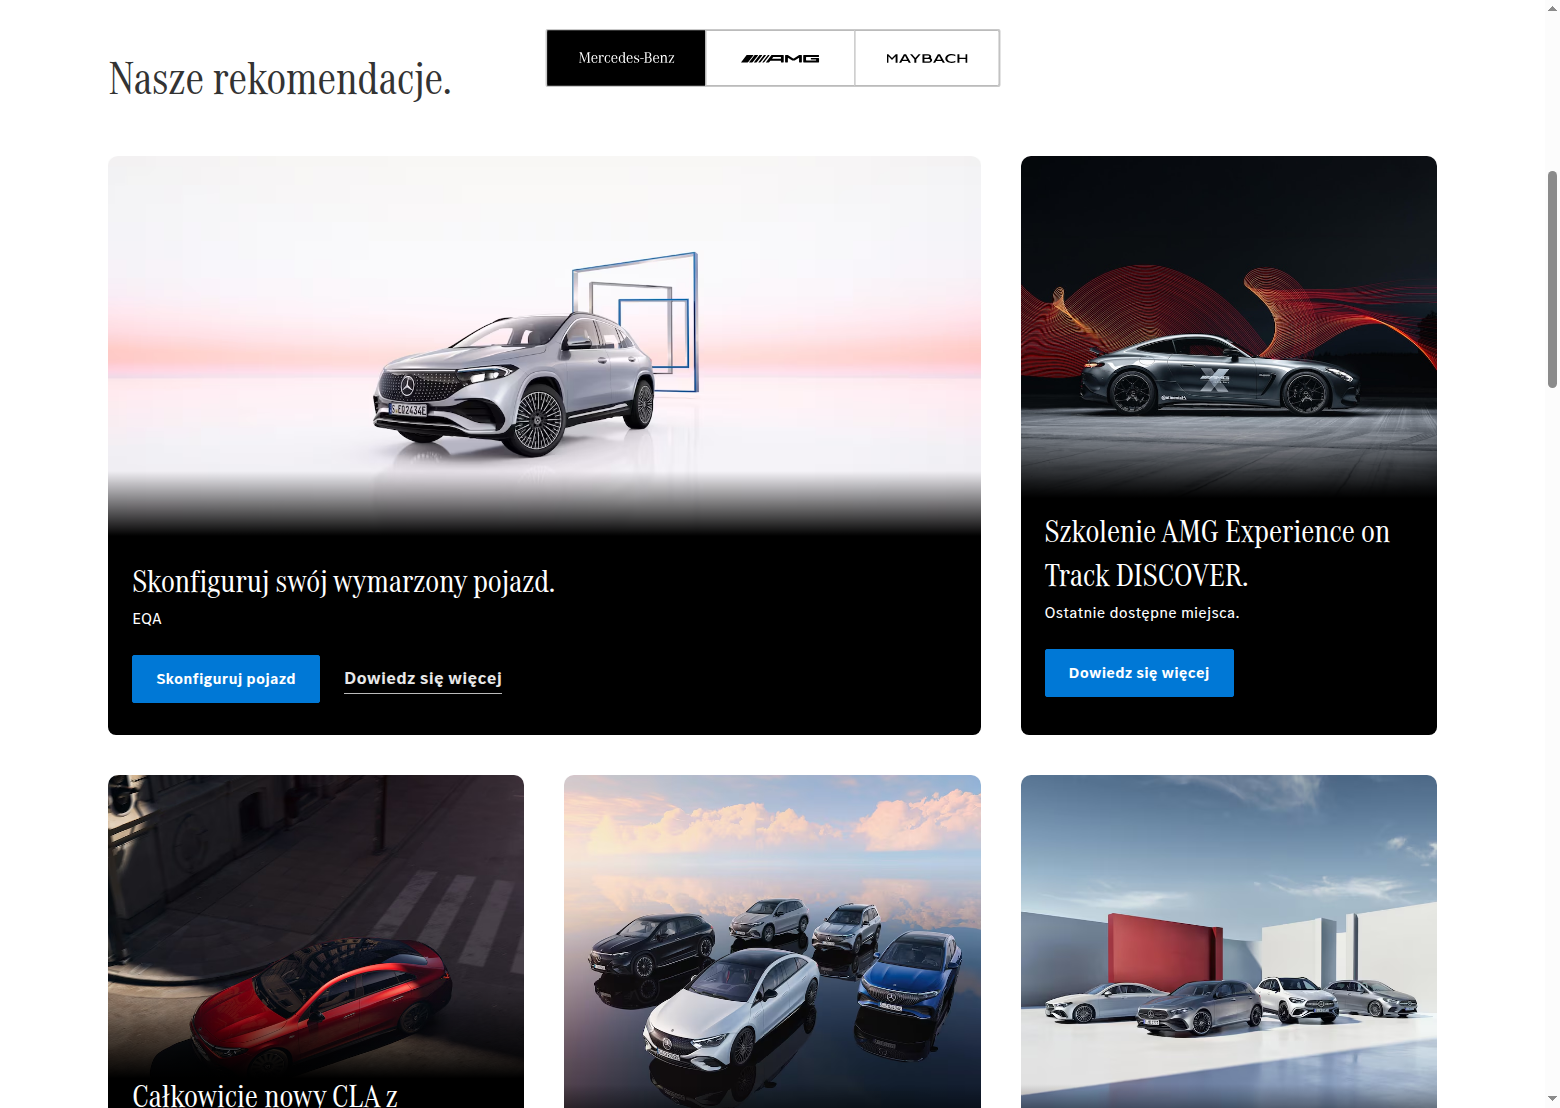 Nasze rekomendacje.
Mercedes-Benz
AMG
MAYBACH
S·EQ2434E
Skonfiguruj swój wymarzony pojazd.
EQA
Skonfiguruj pojazd
Dowiedz się więcej
Szkolenie AMG Experience on
Track DISCOVER.
Ostatnie dostępne miejsca.
Dowiedz się więcej
Całkowicie nowy CLA z